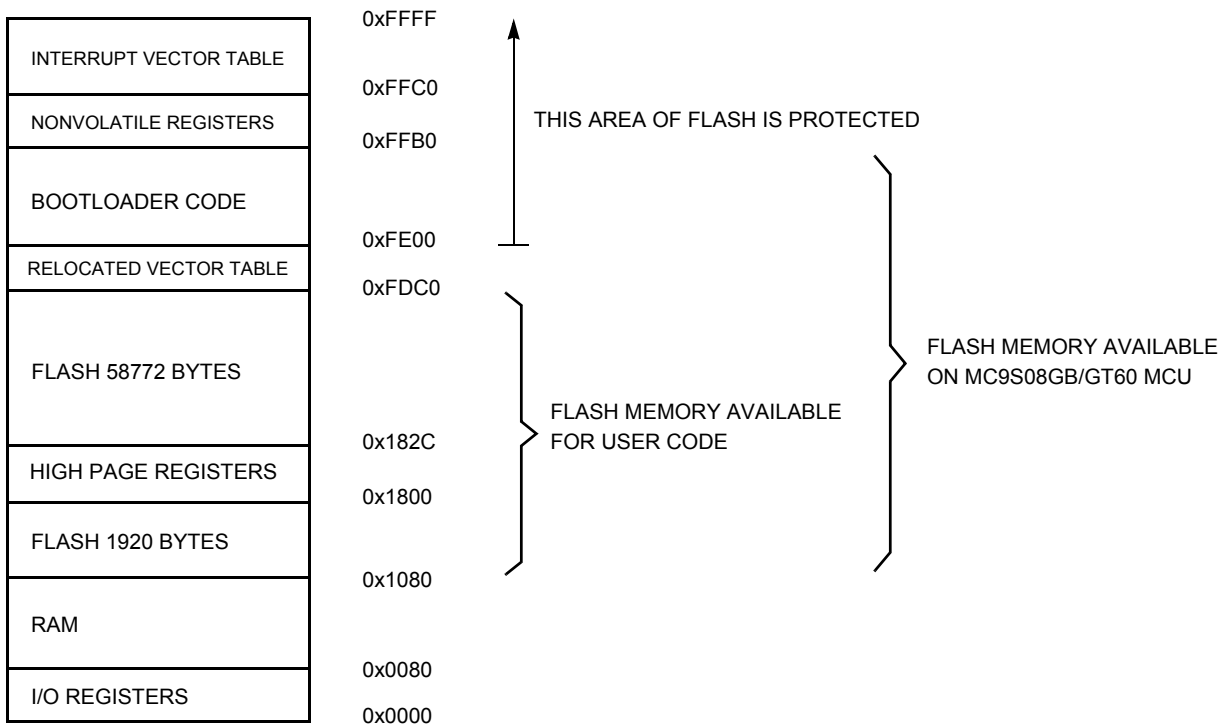 0xFFFF
INTERRUPT VECTOR TABLE
0xFFC0
NONVOLATILE REGISTERS
THIS AREA OF FLASH IS PROTECTED
0xFFB0
BOOTLOADER CODE
0xFE00
RELOCATED VECTOR TABLE
0xFDC0
FLASH 58772 BYTES
FLASH MEMORY AVAILABLE
ON MC9S08GB/GT60 MCU
FLASH MEMORY AVAILABLE
FOR USER CODE
0x182C
HIGH PAGE REGISTERS
0x1800
FLASH 1920 BYTES
0x1080
RAM
0x0080
I/O REGISTERS
0x0000